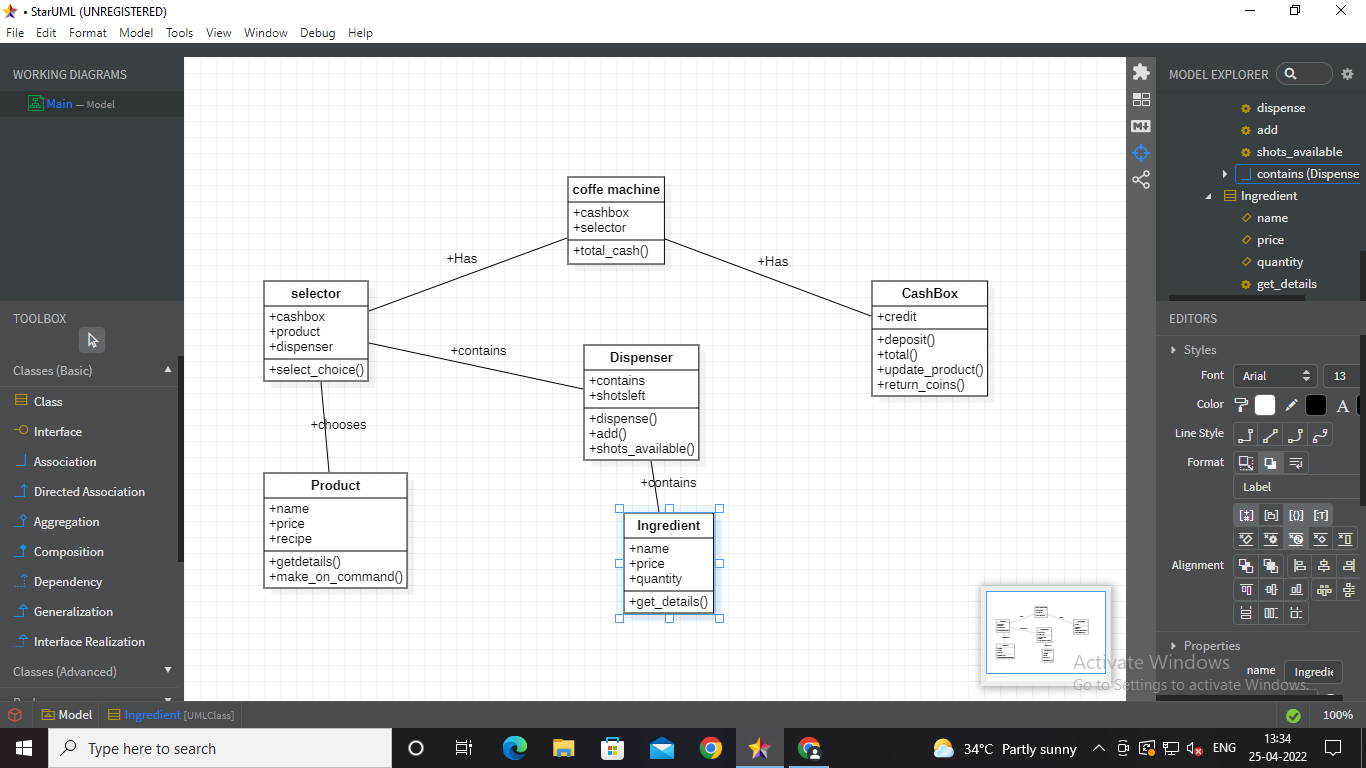 • StarUML (UNREGISTERED)
File Edit Format Model Tools View Window Debug Help
WORKING DIAGRAMS
Main — Model
TOOLBOX
Classes (Basic)
Class
Interface
Association
Directed Association
Aggregation
Composition
Dependency
Generalization
Interface Realization
Classes (Advanced)
coffe machine
+cashbox
+selector
+total_cash()
+Has
+Has
selector
+cashbox
+product
+dispenser
+select_choice()
CashBox
+credit
+deposit()
+total()
+update_product()
+return_coins()
+contains
Dispenser
+contains
+shotsleft
+dispense()
+add()
+shots_available()
+chooses
Product
+name
+price
+recipe
+getdetails()
+make_on_command()
+contains
Ingredient
+name
+price
+quantity
+get_details()
MODEL EXPLORER
dispense
add
shots_available
contains (Dispense
Ingredient
name
price
quantity
get_details
EDITORS
Styles
Font Arial 13
Color A
Line Style
Format
Label
Alignment
Properties
name Ingredie
Activate Windows
Go to Settings to activate Windows.
Model Ingredient [UMLClass] 100%
Type here to search
34°C Partly sunny ENG
13:34
25-04-2022